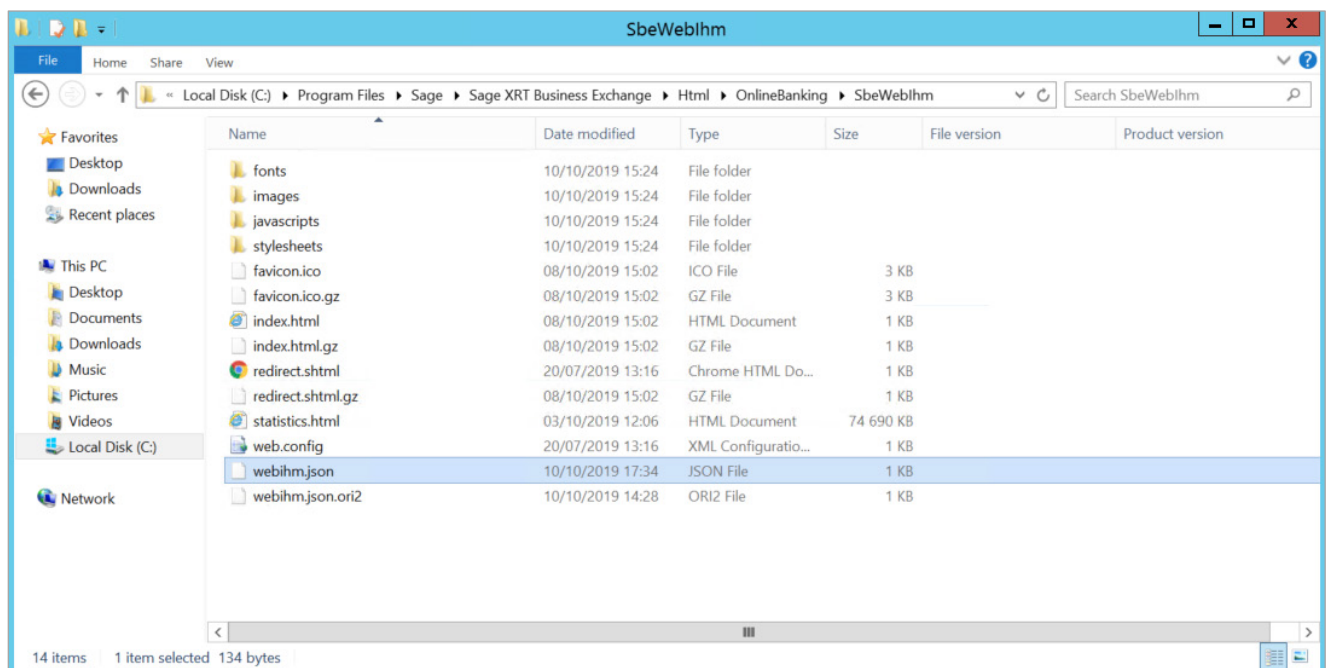 SbeWebIhm
File Home Share View
« Local Disk (C:) Program Files Sage Sage XRT Business Exchange Html OnlineBanking SbeWebIhm Search SbeWebIhm
Favorites
Desktop
Downloads
Recent places
This PC
Desktop
Documents
Downloads
Music
Pictures
Videos
Local Disk (C:)
Network
Name Date modified Type Size File version Product version
fonts 10/10/2019 15:24 File folder
images 10/10/2019 15:24 File folder
javascripts 10/10/2019 15:24 File folder
stylesheets 10/10/2019 15:24 File folder
favicon.ico 08/10/2019 15:02 ICO File 3 KB
favicon.ico.gz 08/10/2019 15:02 GZ File 3 KB
index.html 08/10/2019 15:02 HTML Document 1 KB
index.html.gz 08/10/2019 15:02 GZ File 1 KB
redirect.shtml 20/07/2019 13:16 Chrome HTML Do... 1 KB
redirect.shtml.gz 08/10/2019 15:02 GZ File 1 KB
statistics.html 03/10/2019 12:06 HTML Document 74 690 KB
web.config 20/07/2019 13:16 XML Configuratio... 1 KB
webihm.json 10/10/2019 17:34 JSON File 1 KB
webihm.json.ori2 10/10/2019 14:28 ORI2 File 1 KB
14 items 1 item selected 134 bytes